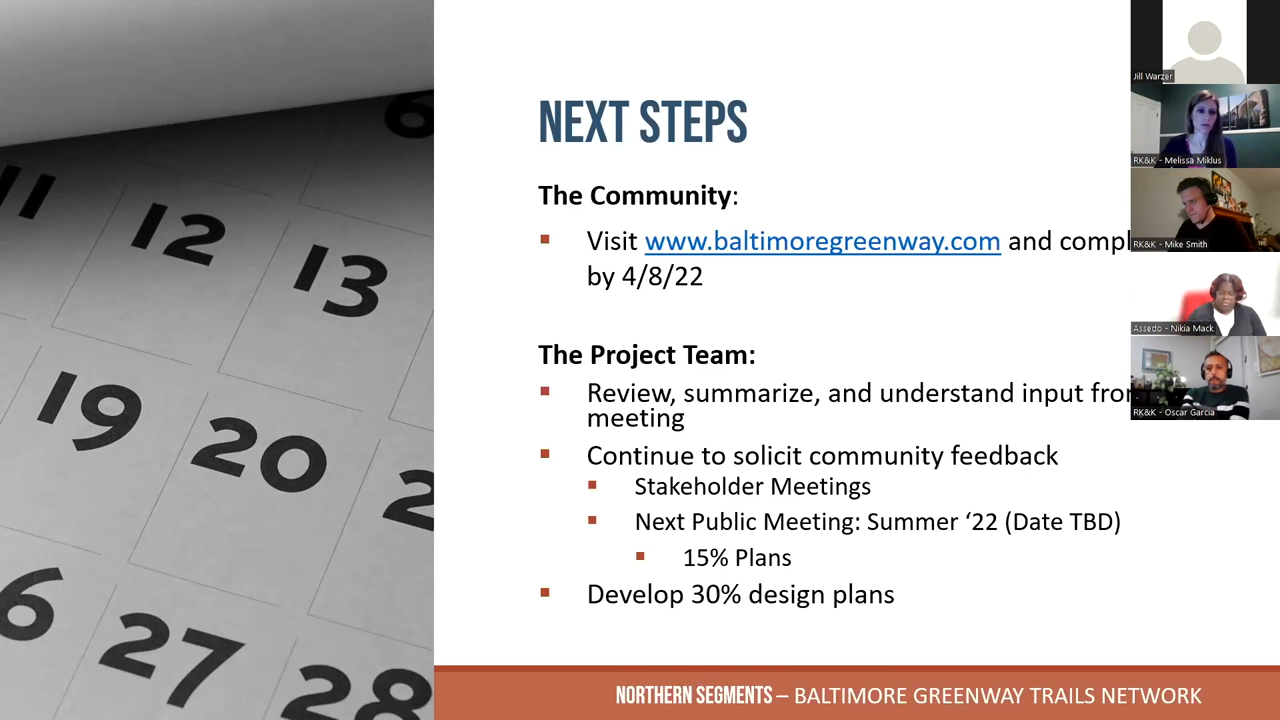 NEXT STEPS
The Community:
Visit www.baltimoregreenway.com and compl
by 4/8/22
The Project Team:
Review, summarize, and understand input from
meeting
Continue to solicit community feedback
Stakeholder Meetings
Next Public Meeting: Summer ‘22 (Date TBD)
15% Plans
Develop 30% design plans
NORTHERN SEGMENTS – BALTIMORE GREENWAY TRAILS NETWORK
Jill Warzer
RK&K - Melissa Miklus
RK&K - Mike Smith
Assedo - Nikia Mack
RK&K - Oscar Garcia
6
11 12 13
19 20 2
6 27 28